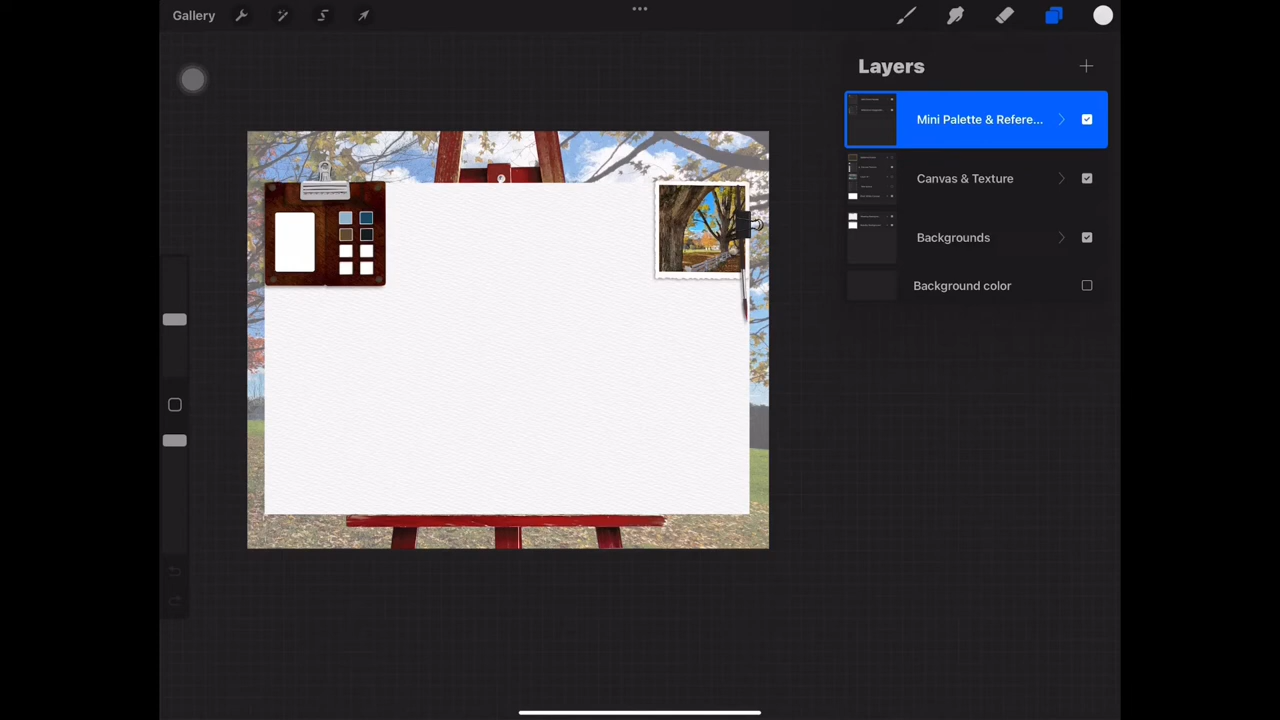 Gallery
Layers
Mini Palette & Refere...
Canvas & Texture
Backgrounds
Background color